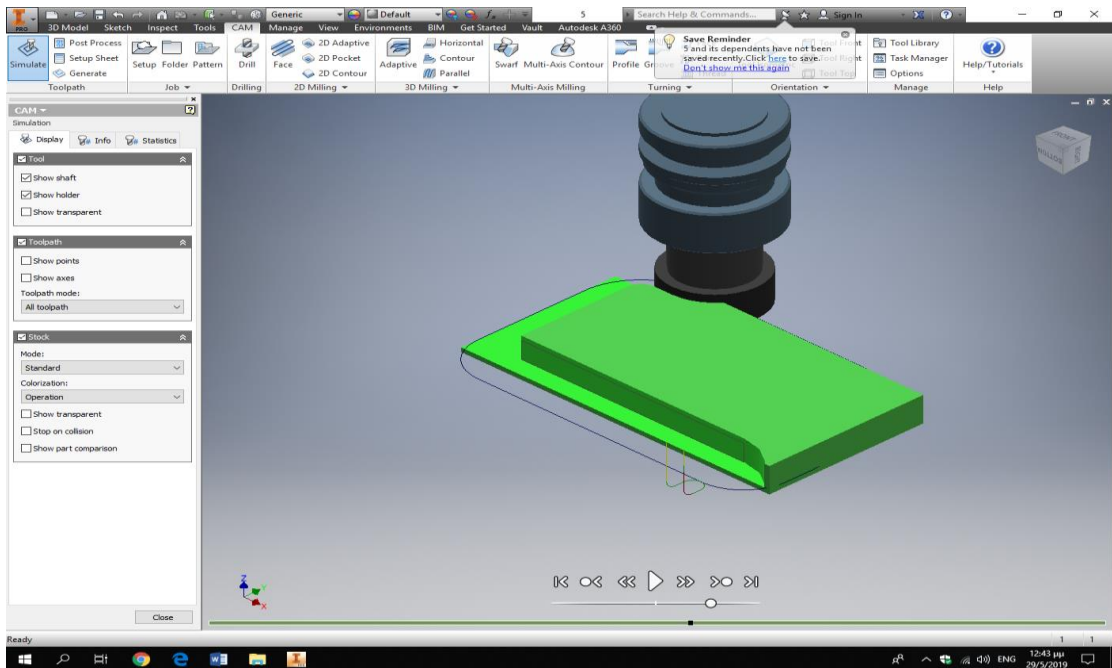 PRO
Generic
Default
5
Search Help & Commands...
Sign In
3D Model Sketch Inspect Tools CAM Manage View Environments BIM Get Started Vault Autodesk A360
Simulate
Post Process
Setup Sheet
Generate
Toolpath
Setup Folder Pattern
Job
Drill
Drilling
Face
2D Adaptive
2D Pocket
2D Contour
2D Milling
Adaptive
Horizontal
Contour
Parallel
3D Milling
Swarf Multi-Axis Contour
Multi-Axis Milling
Profile
Turning
Save Reminder
5 and its dependents have not been
saved recently.Click here to save.
Don't show me this again
Orientation
Tool Library
Task Manager
Options
Manage
Help/Tutorials
Help
CAM
Simulation
Display Info Statistics
Tool
Show shaft
Show holder
Show transparent
Toolpath
Show points
Show axes
Toolpath mode:
All toolpath
Stock
Mode:
Standard
Colorization:
Operation
Show transparent
Stop on collision
Show part comparison
Close
FRONT
BOTTOM
Z
Y
X
Ready
1 1
ENG
12:43 μμ
29/5/2019